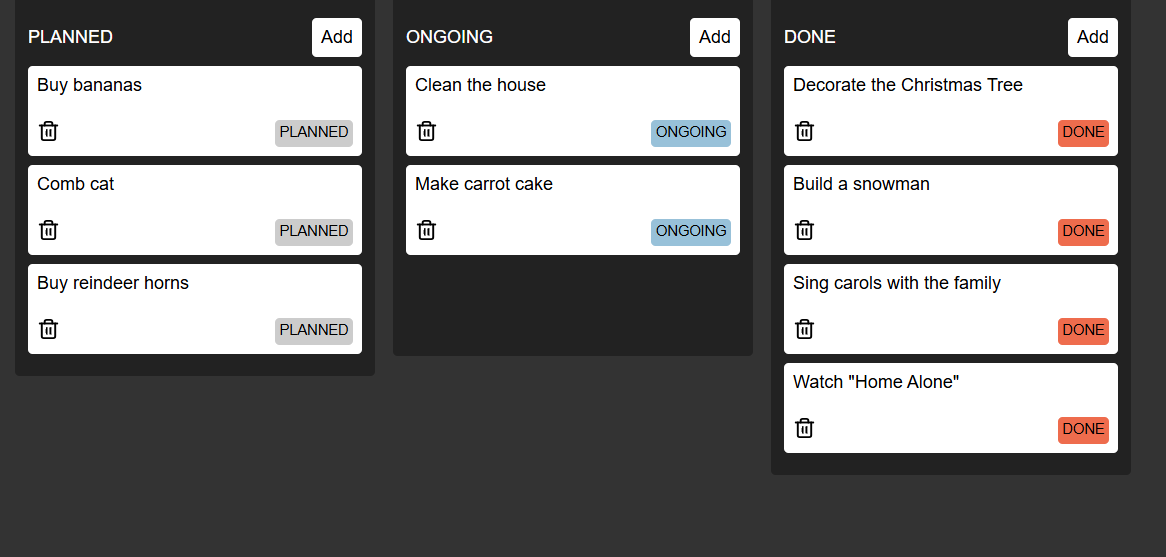 PLANNED
Add
Buy bananas
PLANNED
Comb cat
PLANNED
Buy reindeer horns
PLANNED
ONGOING
Add
Clean the house
ONGOING
Make carrot cake
ONGOING
DONE
Add
Decorate the Christmas Tree
DONE
Build a snowman
DONE
Sing carols with the family
DONE
Watch "Home Alone"
DONE